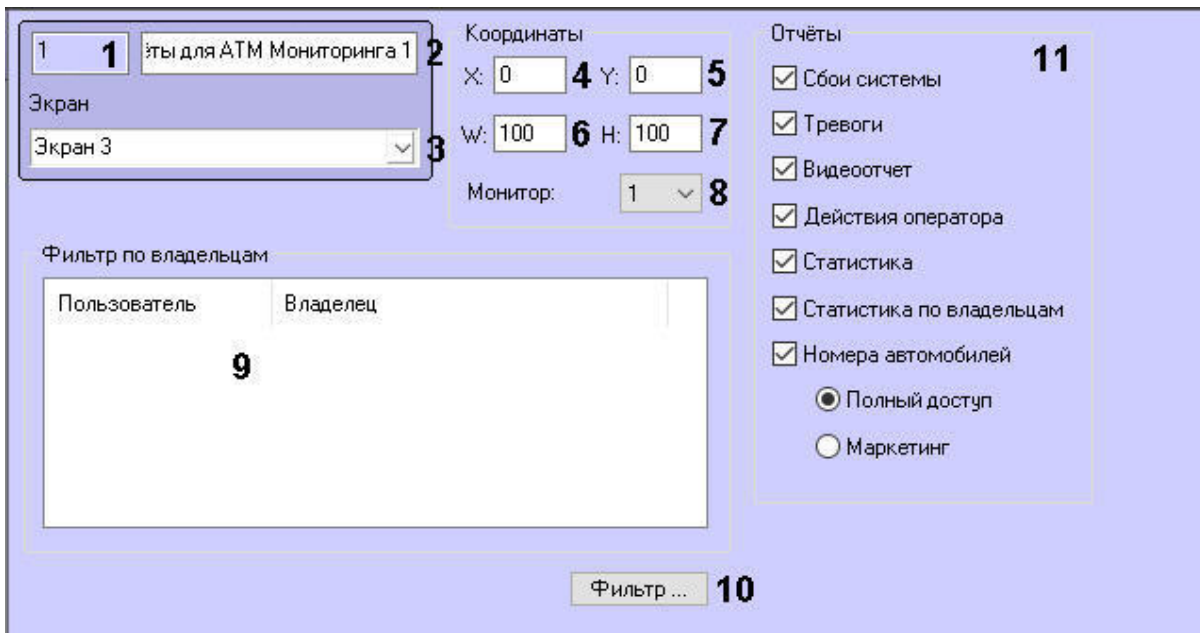 1 1 ты для АТМ Мониторинга 1 2
Экран
Экран 3 3
Координаты
X: 0 4 Y: 0 5
W: 100 6 H: 100 7
Монитор: 1 8
Отчёты 11
Сбои системы
Тревоги
Видеоотчет
Действия оператора
Статистика
Статистика по владельцам
Номера автомобилей
Полный доступ
Маркетинг
Фильтр по владельцам
Пользователь Владелец
9
Фильтр ... 10